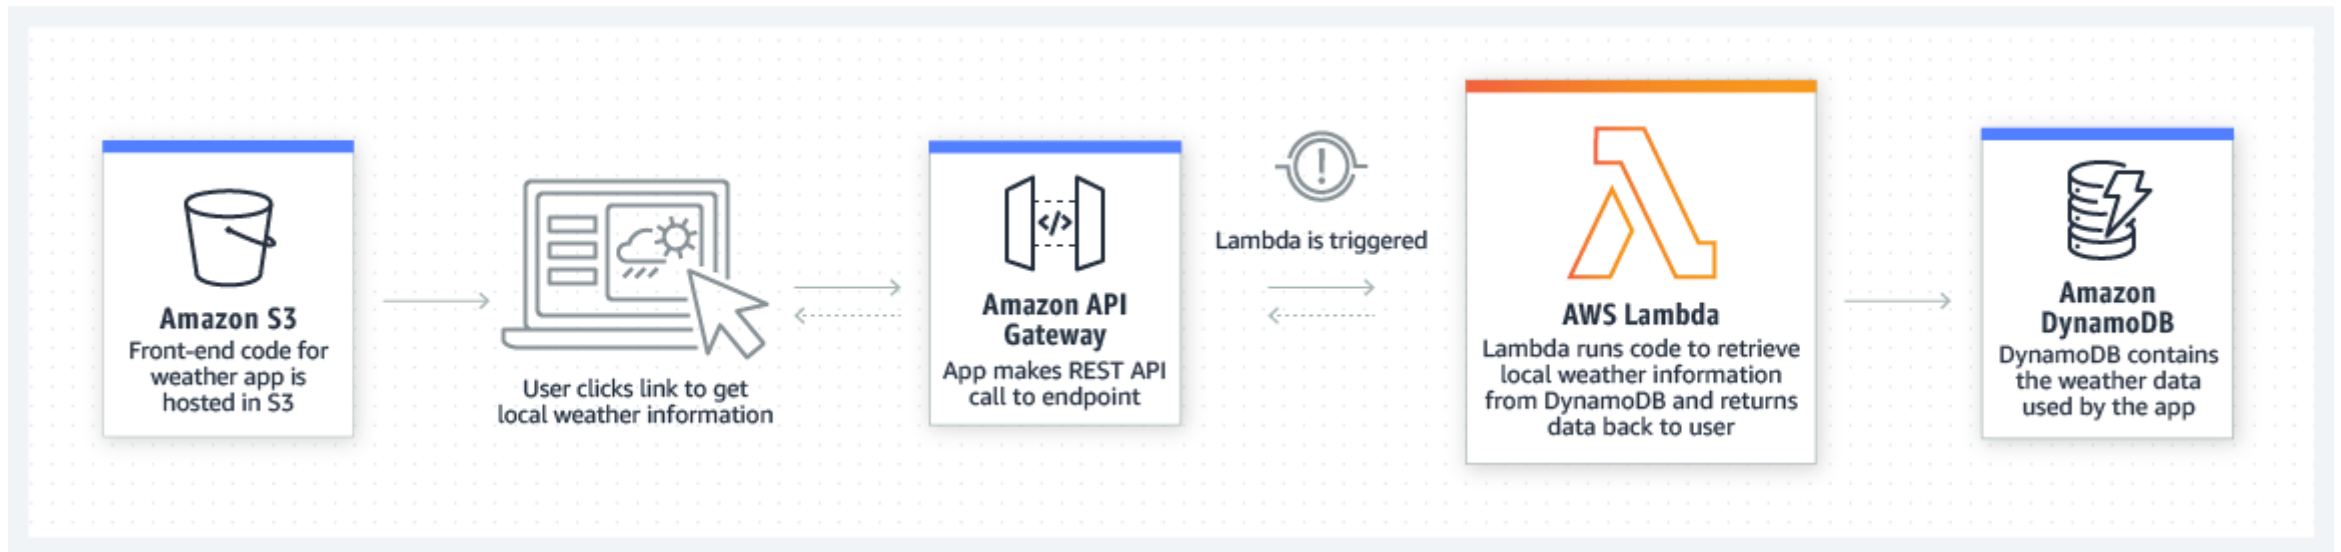 Amazon S3
Front-end code for
weather app is
hosted in S3
User clicks link to get
local weather information
</>
Amazon API
Gateway
App makes REST API
call to endpoint
!
Lambda is triggered
AWS Lambda
Lambda runs code to retrieve
local weather information
from DynamoDB and returns
data back to user
Amazon
DynamoDB
DynamoDB contains
the weather data
used by the app